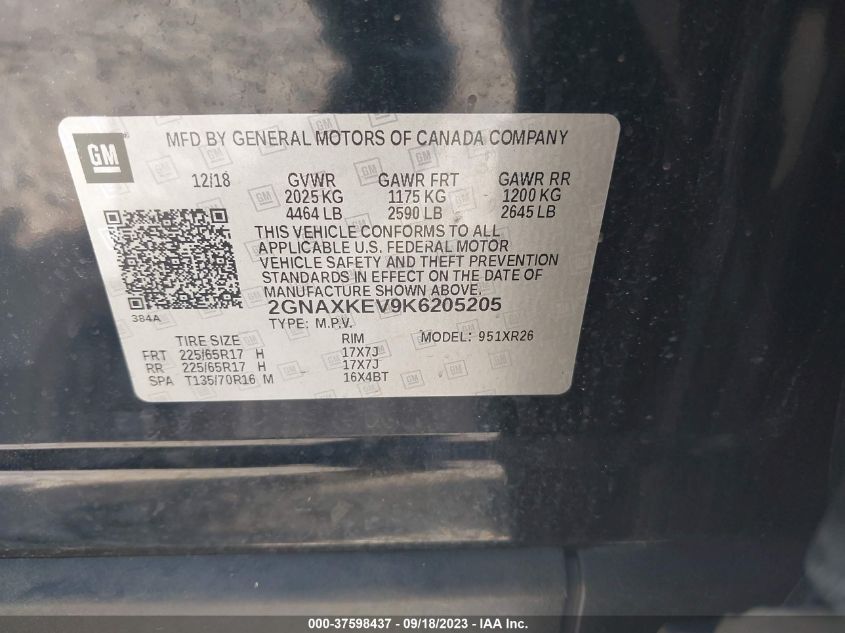 GM
MFD BY GENERAL MOTORS OF CANADA COMPANY
12/18 GVWR GAWR FRT GAWR RR
2025 KG 1175 KG 1200 KG
4464 LB 2590 LB 2645 LB
THIS VEHICLE CONFORMS TO ALL
APPLICABLE U.S. FEDERAL MOTOR
VEHICLE SAFETY AND THEFT PREVENTION
STANDARDS IN EFFECT ON THE DATE OF
MANUFACTURE SHOWN ABOVE.
2GNAXKEV9K6205205
384A
TYPE: M.P.V.
TIRE SIZE RIM MODEL: 951XR26
FRT 225/65R17 H 17X7J
RR 225/65R17 H 17X7J
SPA T135/70R16 M 16X4BT
000-37598437 - 09/18/2023 - IAA Inc.